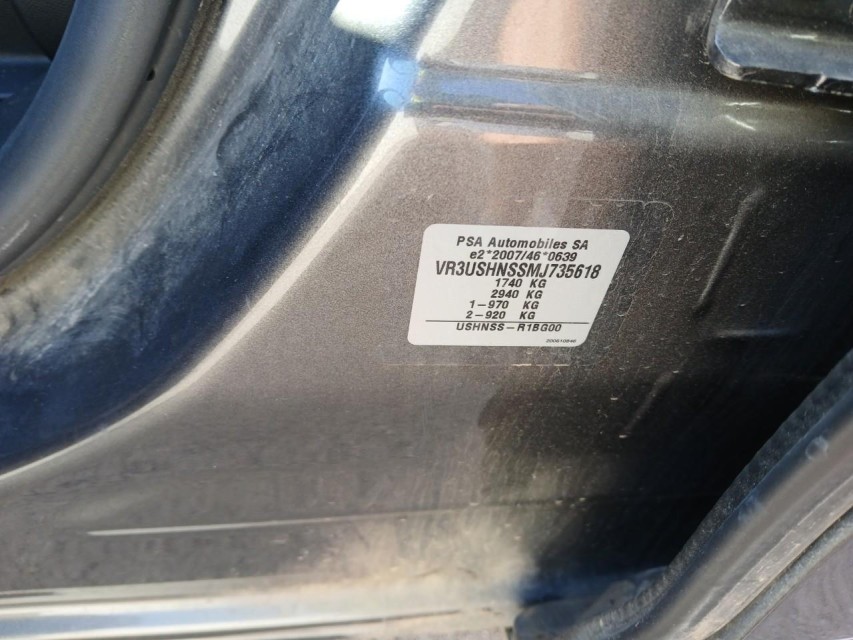 PSA Automobiles SA
e2*2007/46*0639
VR3USHNSSMJ735618
1740 KG
2940 KG
1-970 KG
2-920 KG
USHNSS-R1BG00